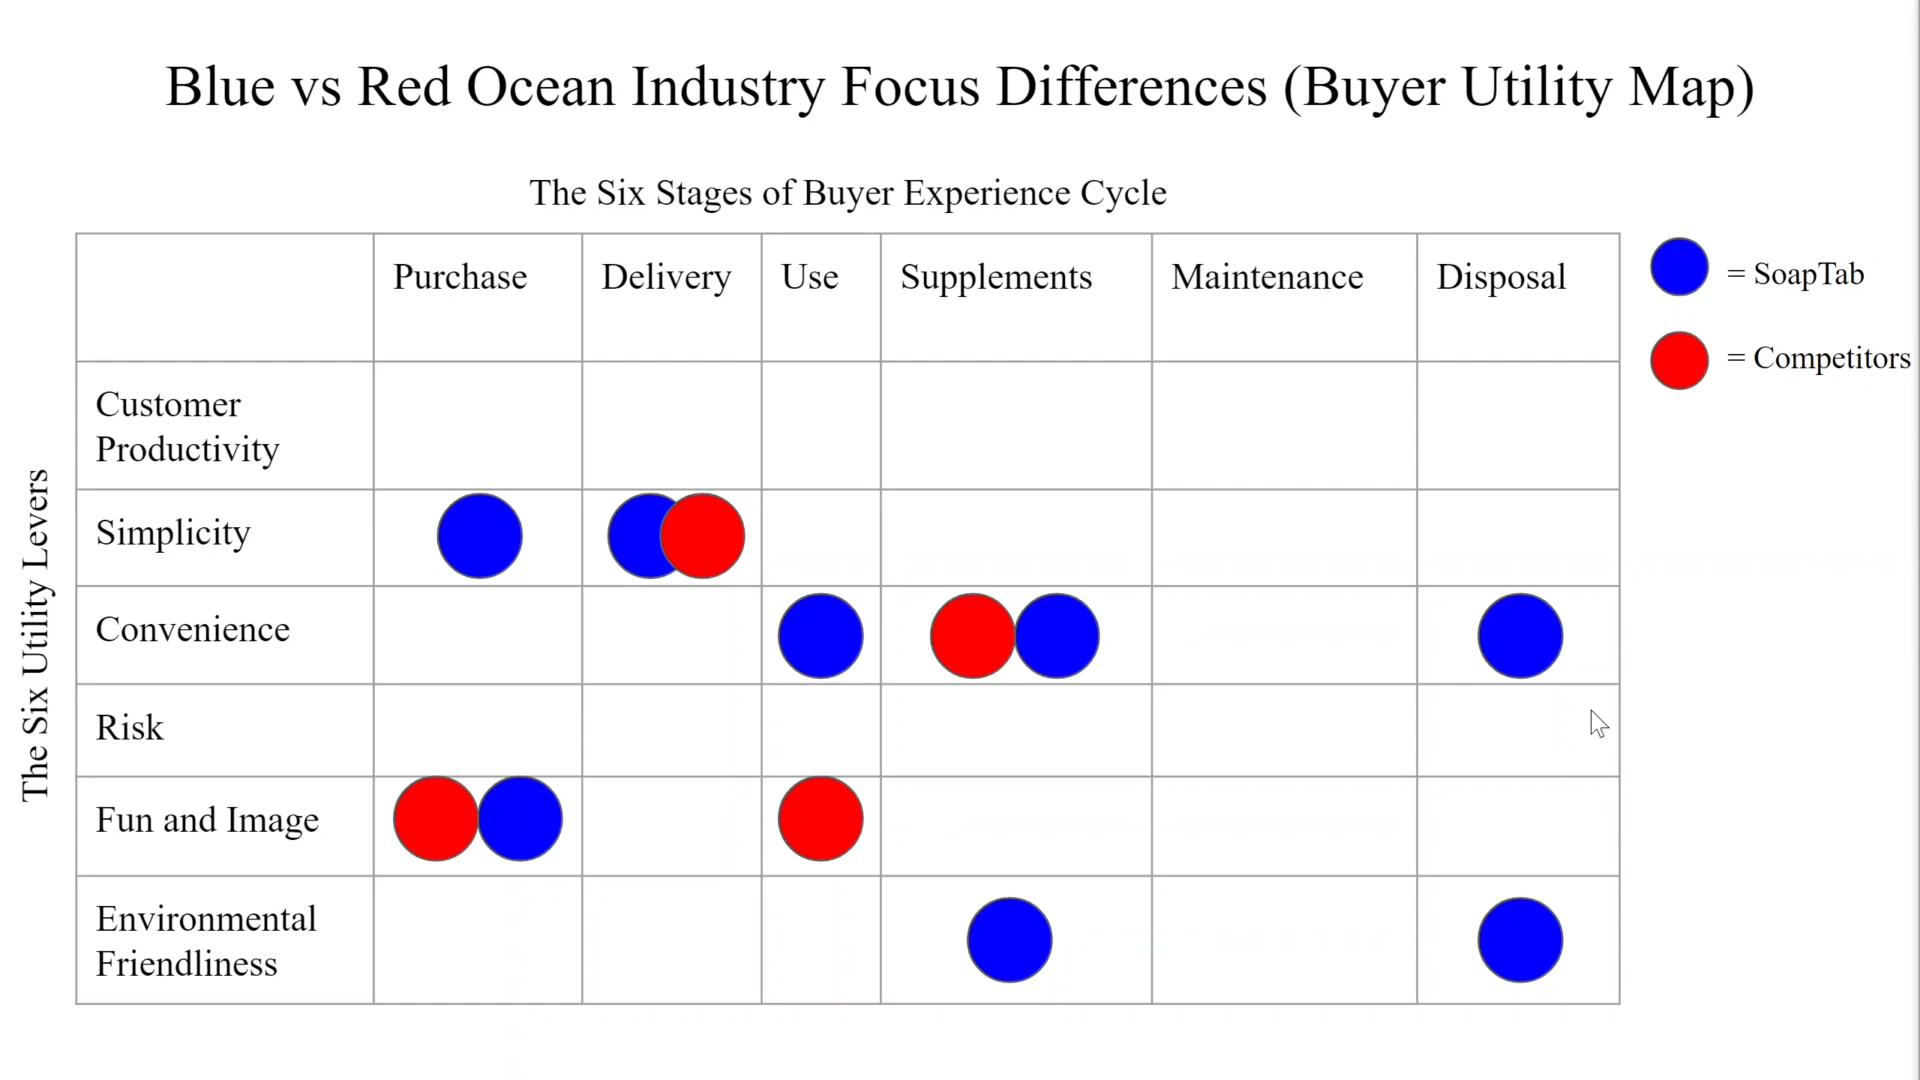 Blue vs Red Ocean Industry Focus Differences (Buyer Utility Map)
The Six Stages of Buyer Experience Cycle
Purchase
Delivery
Use
Supplements
Maintenance
Disposal
= SoapTab
= Competitors
The Six Utility Levers
Customer
Productivity
Simplicity
Convenience
Risk
Fun and Image
Environmental
Friendliness